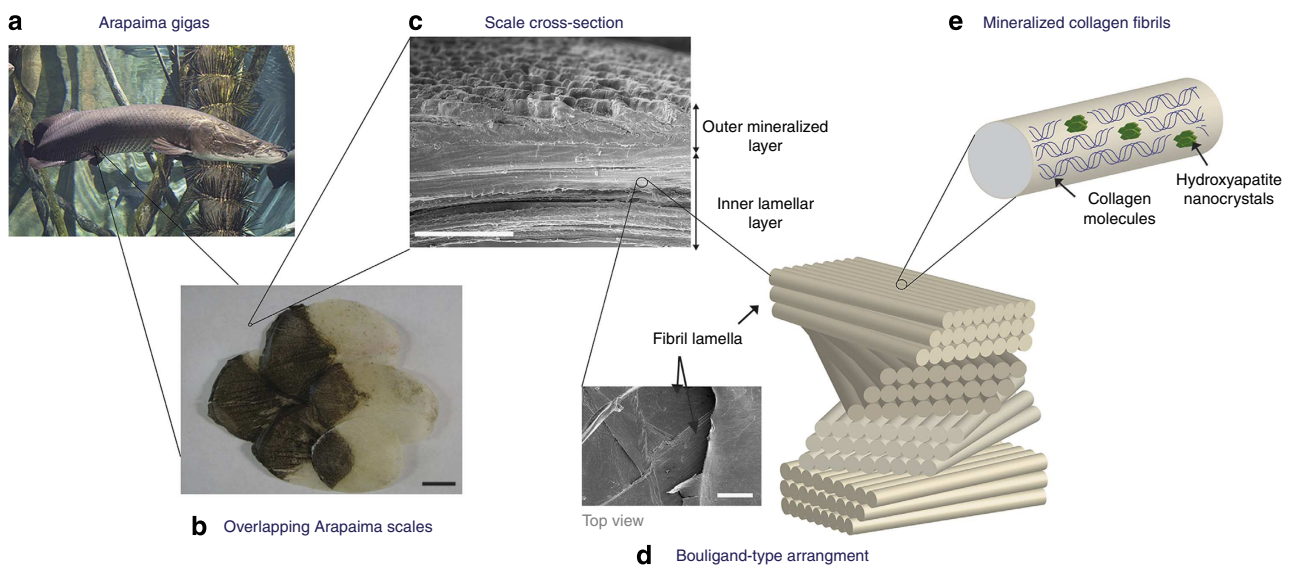 a Arapaima gigas
b Overlapping Arapaima scales
c Scale cross-section
Outer mineralized
layer
Inner lamellar
layer
Fibril lamella
Top view
d Bouligand-type arrangment
e Mineralized collagen fibrils
Hydroxyapatite
nanocrystals
Collagen
molecules